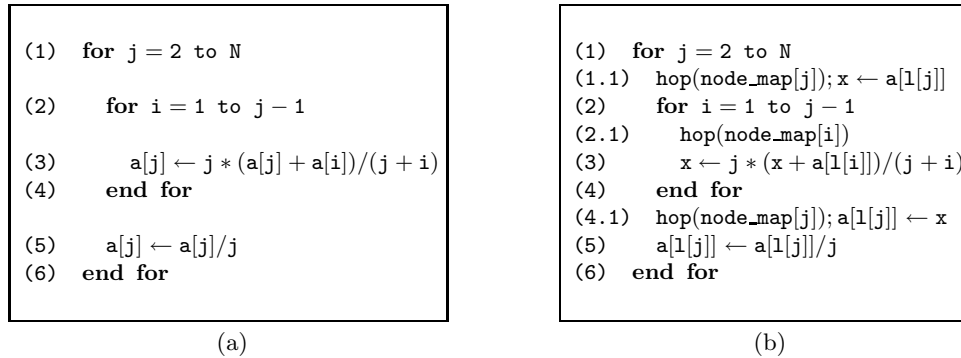 (1) for j = 2 to N
(2) for i = 1 to j − 1
(3) a[j] ← j ∗ (a[j] + a[i])/(j + i)
(4) end for
(5) a[j] ← a[j]/j
(6) end for
(a)
(1) for j = 2 to N
(1.1) hop(node_map[j]); x ← a[l[j]]
(2) for i = 1 to j − 1
(2.1) hop(node_map[i])
(3) x ← j ∗ (x + a[l[i]])/(j + i)
(4) end for
(4.1) hop(node_map[j]); a[l[j]] ← x
(5) a[l[j]] ← a[l[j]]/j
(6) end for
(b)